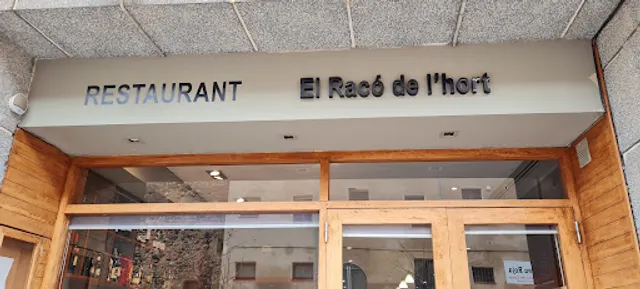 RESTAURANT El Racó de l'hort